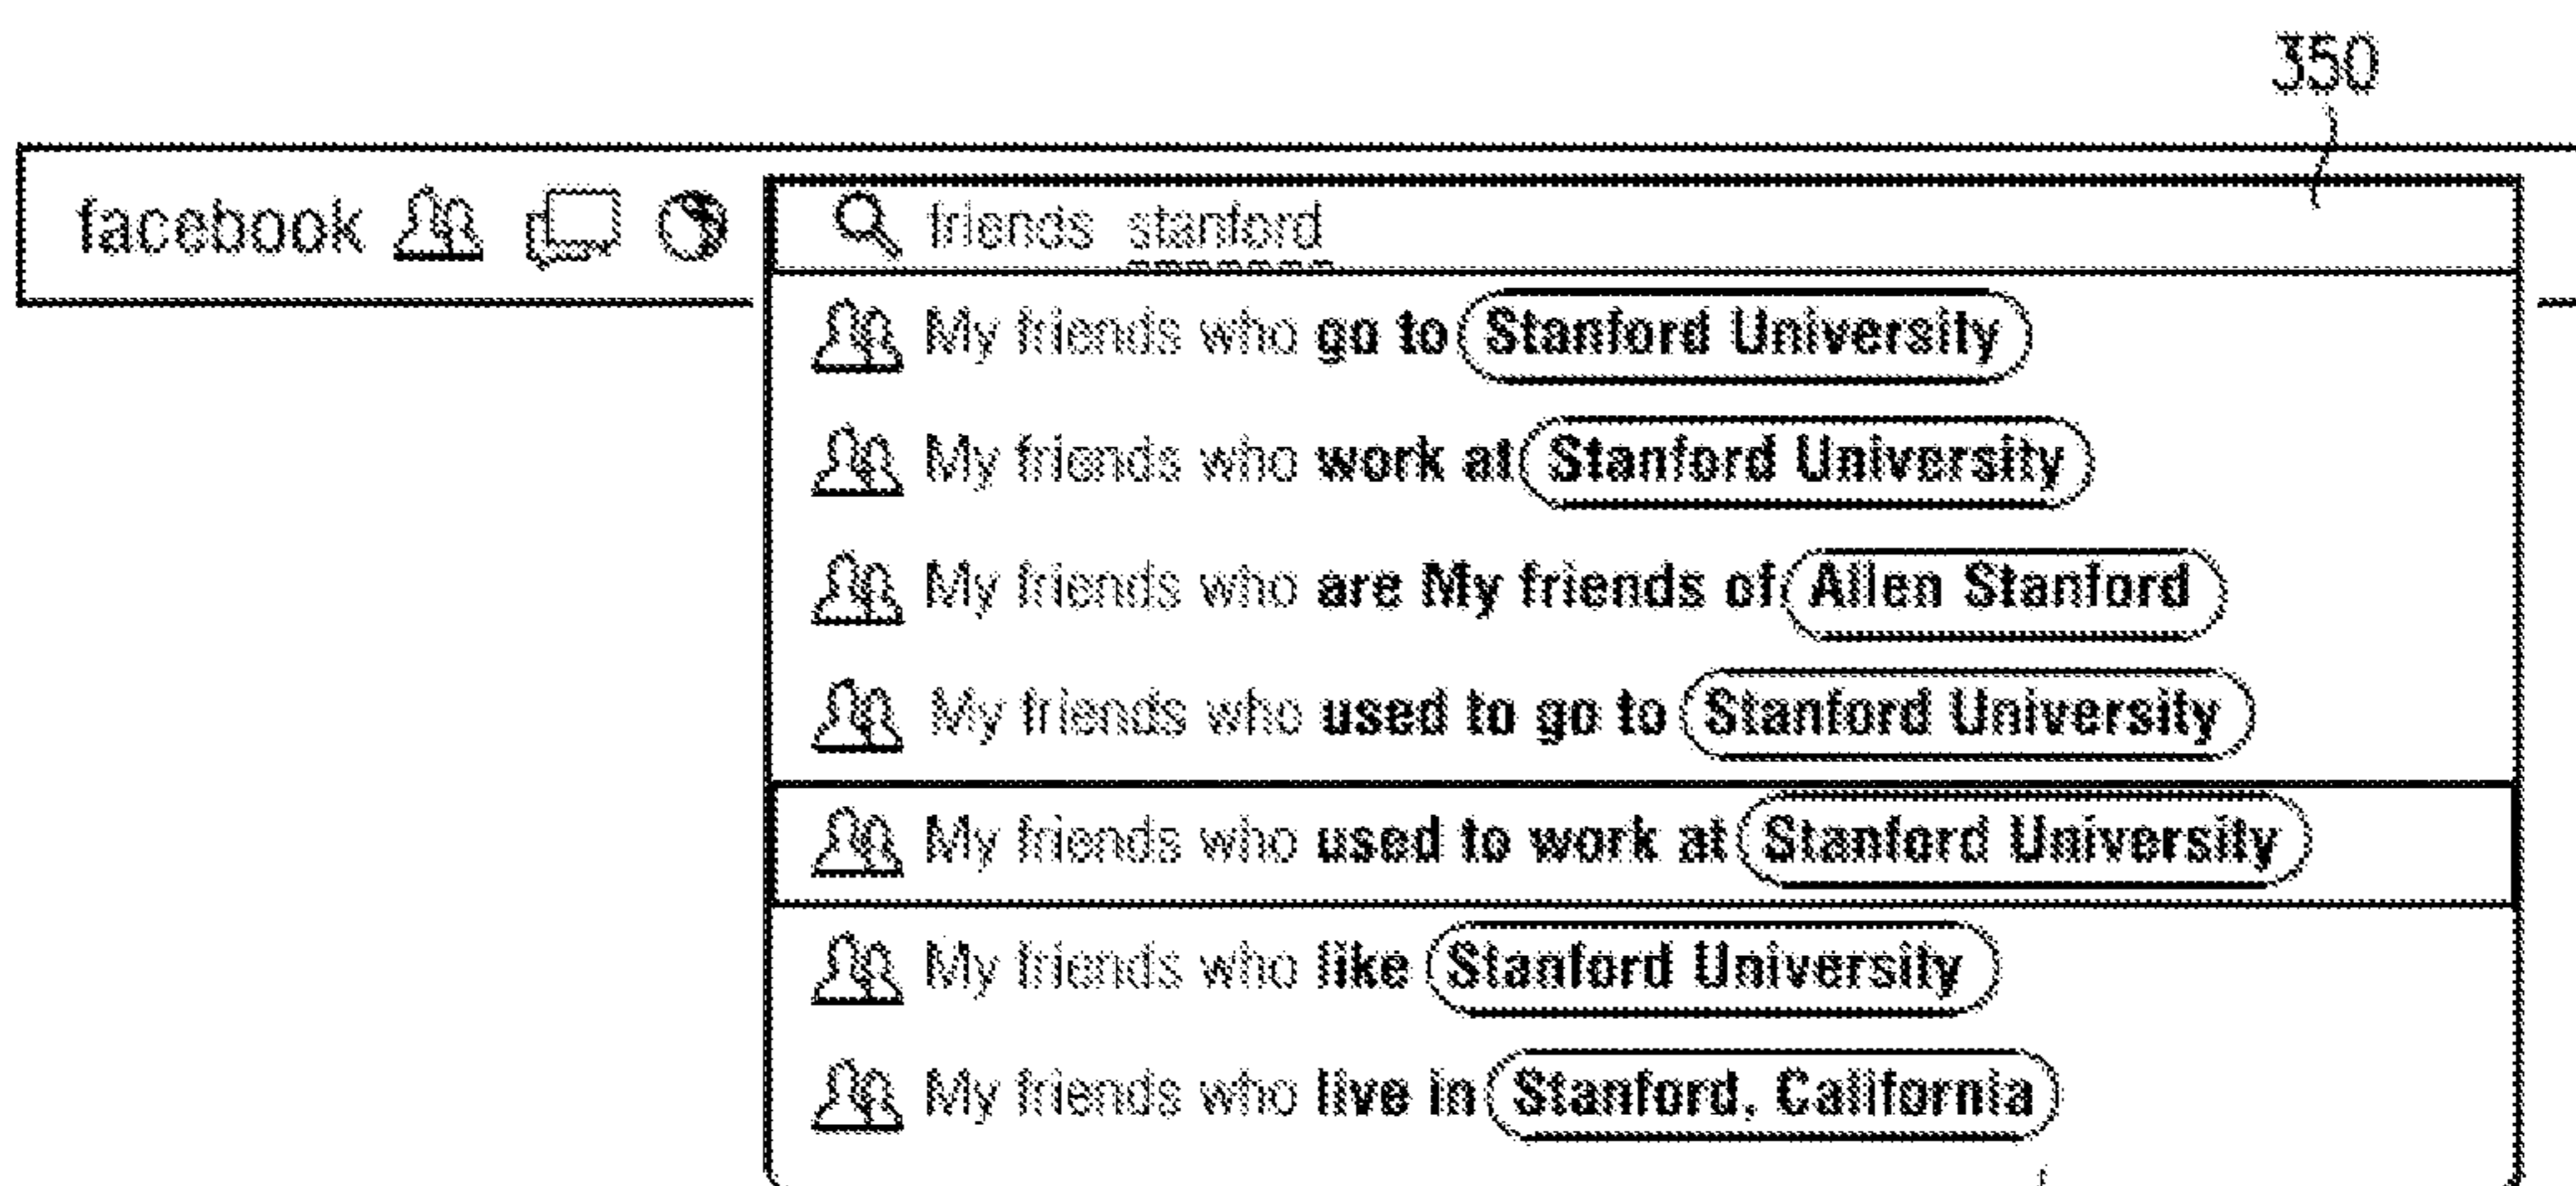 350
facebook friends stanford
My friends who go to Stanford University
My friends who work at Stanford University
My friends who are My friends of Allen Stanford
My friends who used to go to Stanford University
My friends who used to work at Stanford University
My friends who like Stanford University
My friends who live in Stanford, California